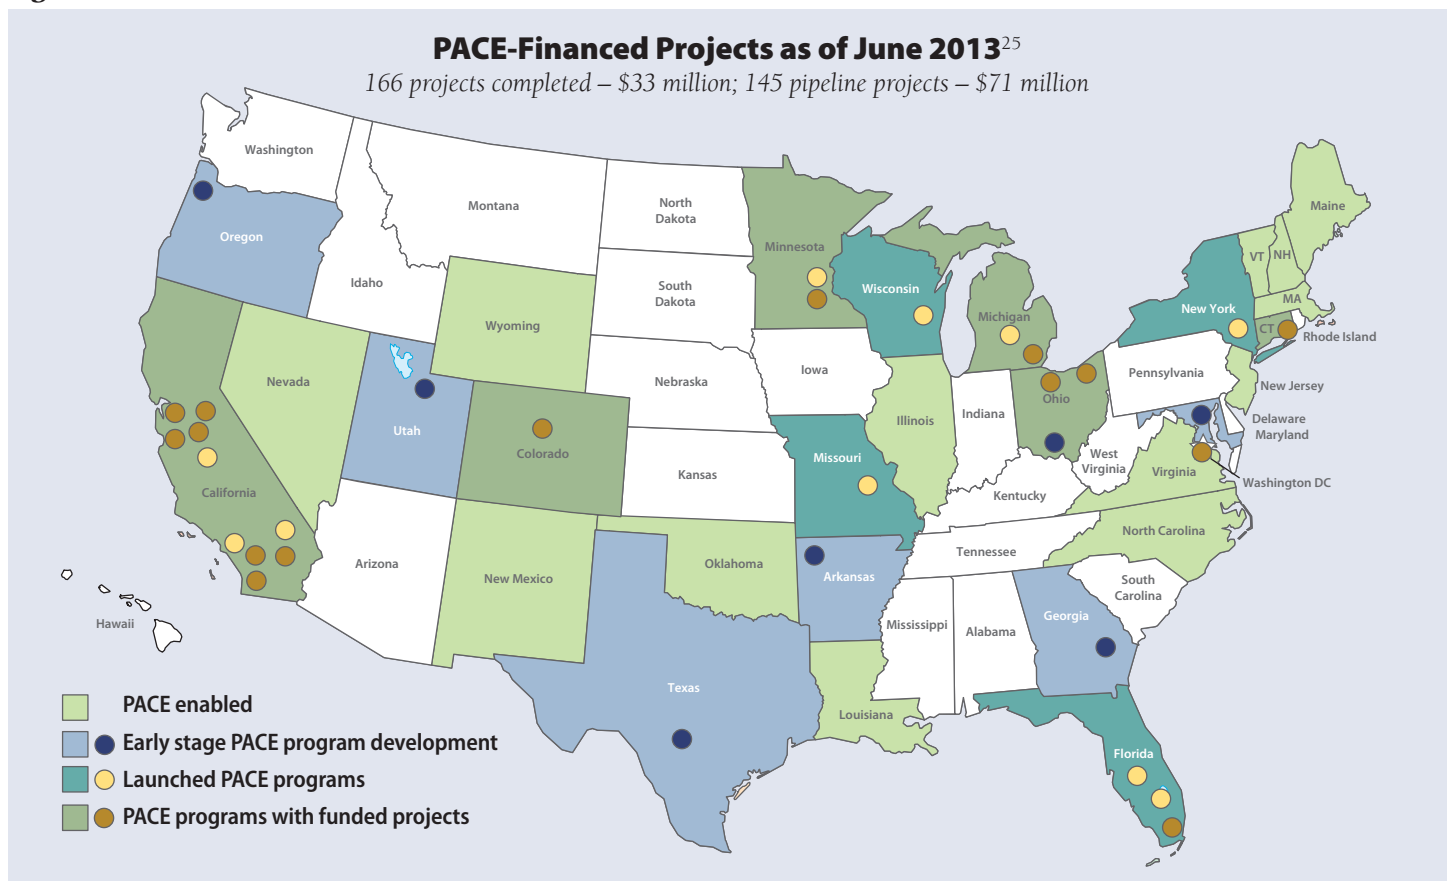 PACE-Financed Projects as of June 2013²⁵
166 projects completed – $33 million; 145 pipeline projects – $71 million
Washington
Montana
North
Dakota
Minnesota
Oregon
Idaho
South
Dakota
Wisconsin
Michigan
New York
VT
NH
Maine
MA
CT
Rhode Island
Wyoming
Nevada
Utah
Colorado
Nebraska
Iowa
Illinois
Indiana
Ohio
Pennsylvania
New Jersey
Delaware
Maryland
West
Virginia
Virginia
Washington DC
California
Kansas
Missouri
Kentucky
North Carolina
Tennessee
South
Carolina
Arizona
New Mexico
Oklahoma
Arkansas
Mississippi
Alabama
Georgia
Hawaii
Texas
Louisiana
Florida
PACE enabled
Early stage PACE program development
Launched PACE programs
PACE programs with funded projects